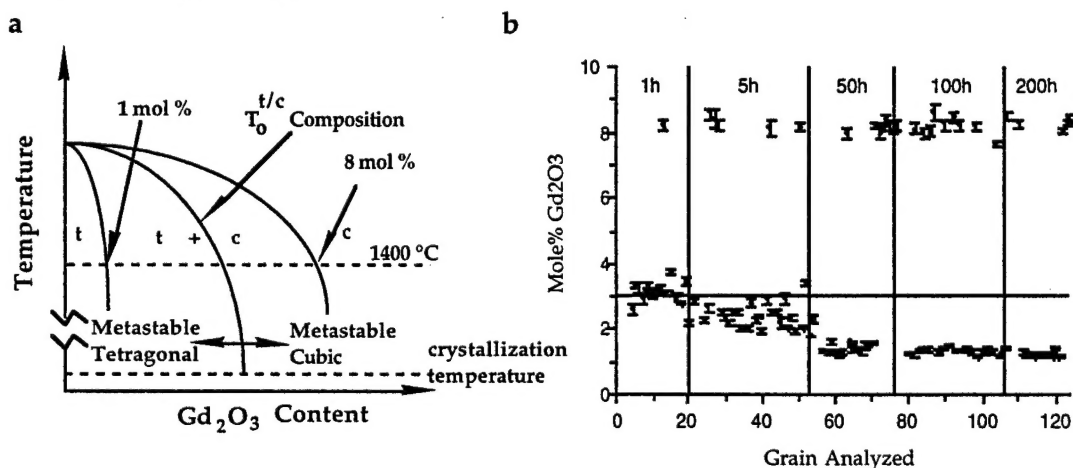 a
1 mol %
T₀ᵗ/ᶜ Composition
8 mol %
t
t + c
c
1400 °C
Temperature
Metastable Tetragonal
Metastable Cubic
crystallization temperature
Gd₂O₃ Content
b
10
8
6
4
2
0
1h
5h
50h
100h
200h
Mole% Gd2O3
0
20
40
60
80
100
120
Grain Analyzed